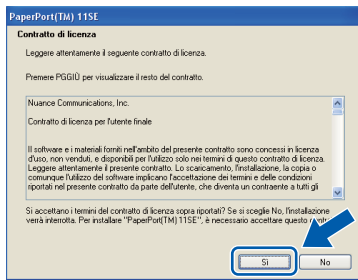 PaperPort(TM) 11SE
Contratto di licenza
Leggere attentamente il seguente contratto di licenza.
Premere PGGIÙ per visualizzare il resto del contratto.
Nuance Communications, Inc.
Contratto di licenza per l'utente finale
Il software e i materiali forniti nell'ambito del presente contratto sono concessi in licenza
d'uso, non venduti, e disponibili per l'utilizzo solo nei termini di questo contratto di licenza.
Leggere attentamente il presente contratto. Lo scaricamento, l'installazione, la copia o
comunque l'utilizzo del software implicano l'accettazione dei termini e delle condizioni
riportati nel presente contratto da parte dell'utente, che diventa un contraente a tutti gli
Si accettano i termini del contratto di licenza sopra riportati? Se si sceglie No, l'installazione
verrà interrotta. Per installare "PaperPort(TM) 11SE", è necessario accettare questo
Sì
No